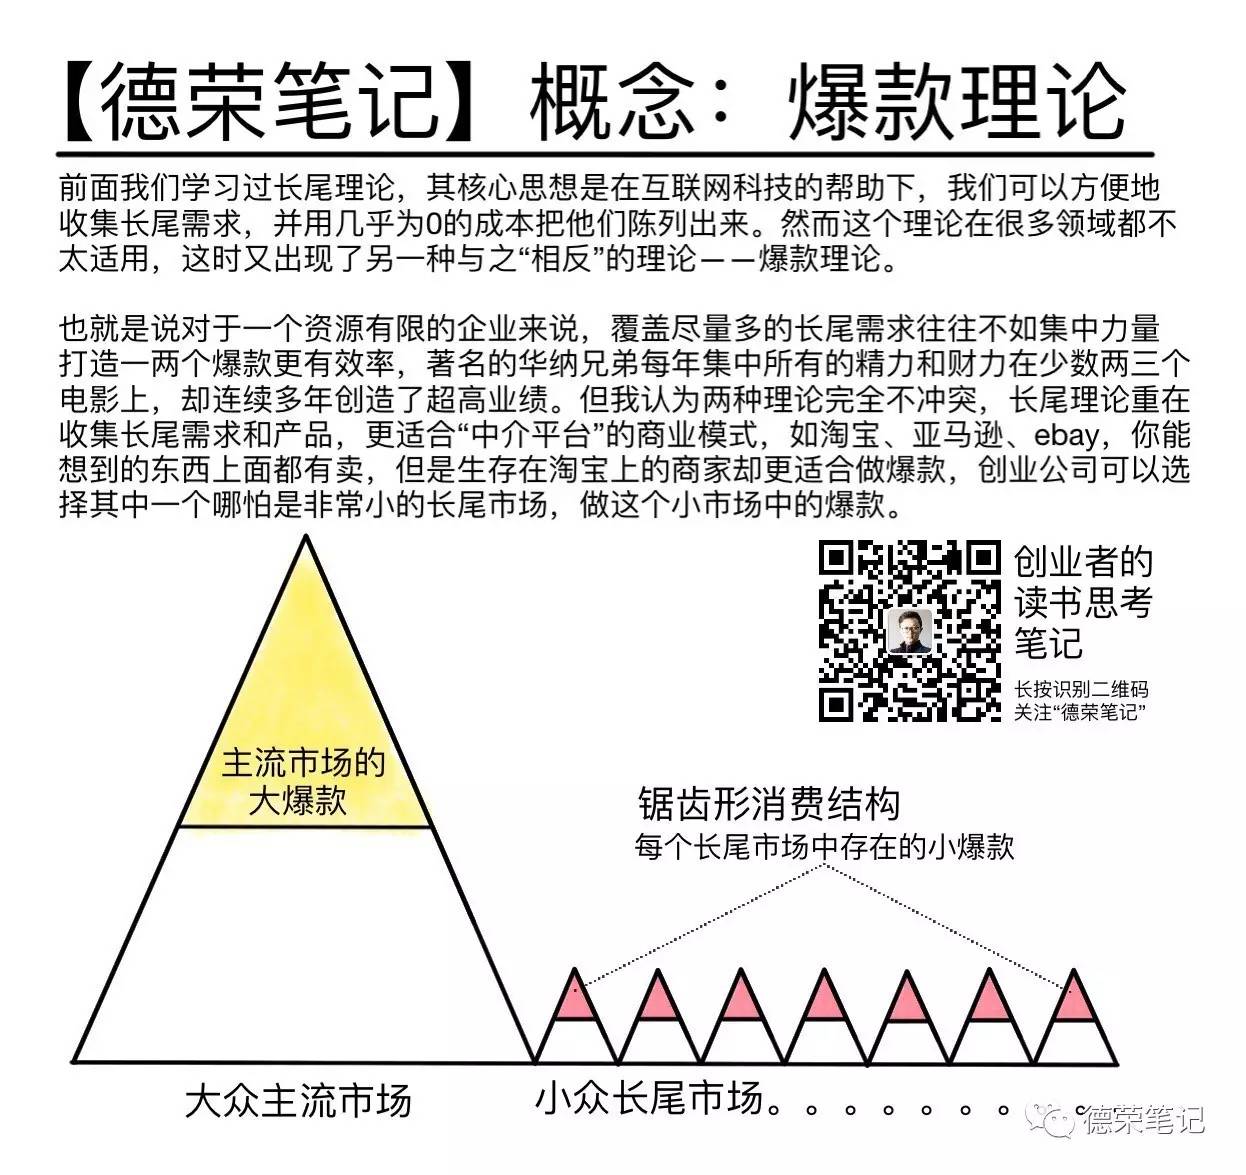 【德荣笔记】概念：爆款理论
前面我们学习过长尾理论，其核心思想是在互联网科技的帮助下，我们可以方便地
收集长尾需求，并用几乎为0的成本把他们陈列出来。然而这个理论在很多领域都不
太适用，这时又出现了另一种与之“相反”的理论——爆款理论。
也就是说对于一个资源有限的企业来说，覆盖尽量多的长尾需求往往不如集中力量
打造一两个爆款更有效率，著名的华纳兄弟每年集中所有的精力和财力在少数两三个
电影上，却连续多年创造了超高业绩。但我认为两种理论完全不冲突，长尾理论重在
收集长尾需求和产品，更适合“中介平台”的商业模式，如淘宝、亚马逊、ebay，你能
想到的东西上面都有卖，但是生存在淘宝上的商家却更适合做爆款，创业公司可以选
择其中一个哪怕是非常小的长尾市场，做这个小市场中的爆款。
创业者的
读书思考
笔记
长按识别二维码
关注“德荣笔记”
主流市场的
大爆款
锯齿形消费结构
每个长尾市场中存在的小爆款
大众主流市场
小众长尾市场。。。。。。。。。。
德荣笔记